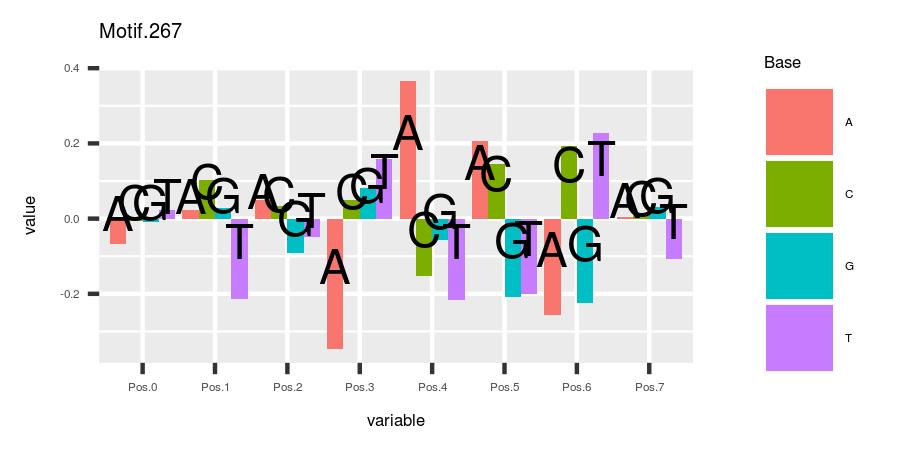 Motif.267
Base
0.4
0.2
0.0
-0.2
value
A C G T A C G T A C G T A C G T A C G T A C G T A C G T A C G T
A
C
G
T
Pos.0 Pos.1 Pos.2 Pos.3 Pos.4 Pos.5 Pos.6 Pos.7
variable